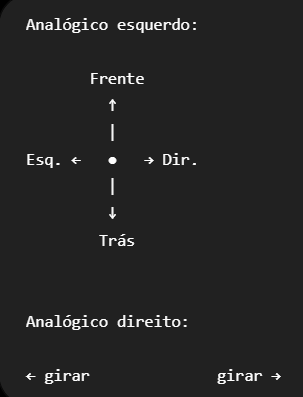 Analógico esquerdo:
Frente
↑
|
Esq. ← ● → Dir.
|
↓
Trás
Analógico direito:
← girar girar →